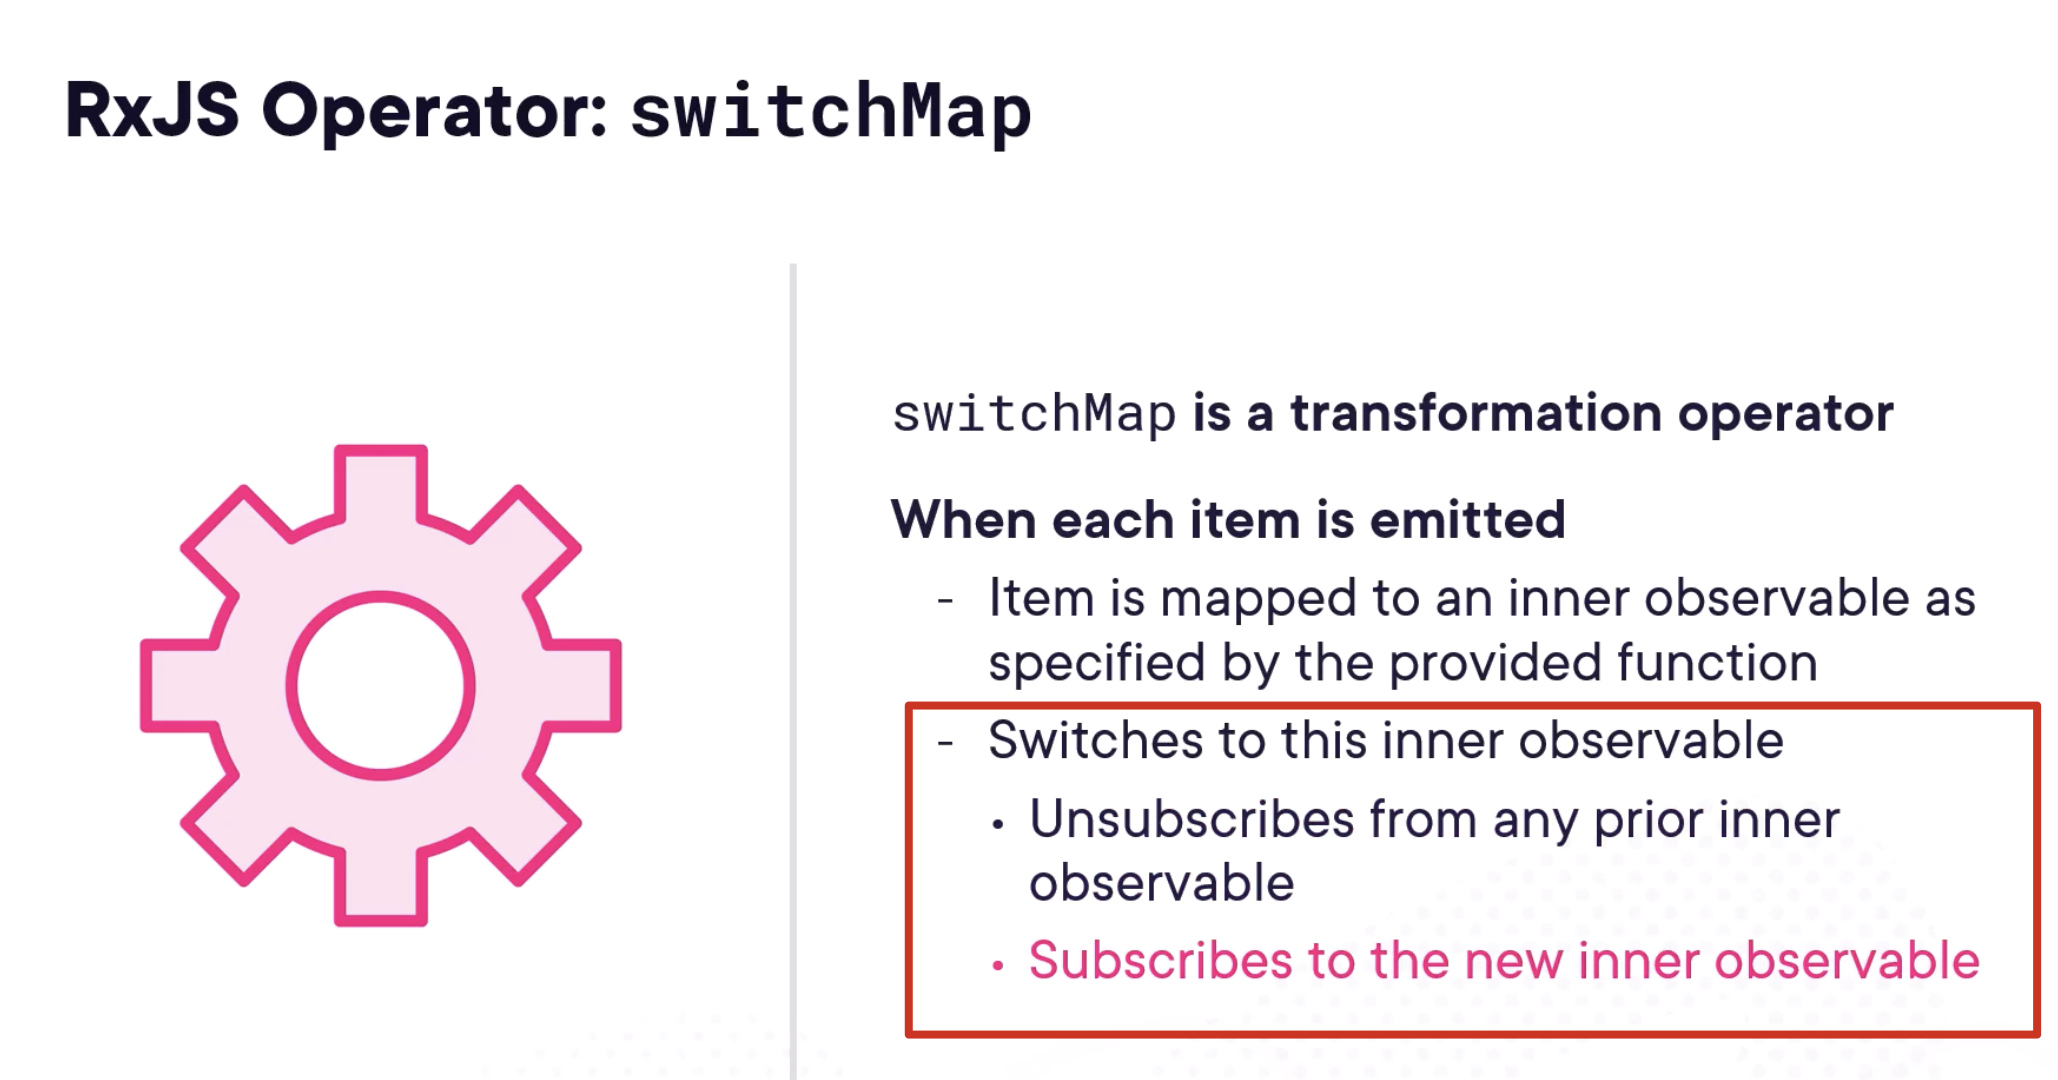 RxJS Operator: switchMap
switchMap is a transformation operator
When each item is emitted
- Item is mapped to an inner observable as
specified by the provided function
- Switches to this inner observable
• Unsubscribes from any prior inner
observable
• Subscribes to the new inner observable